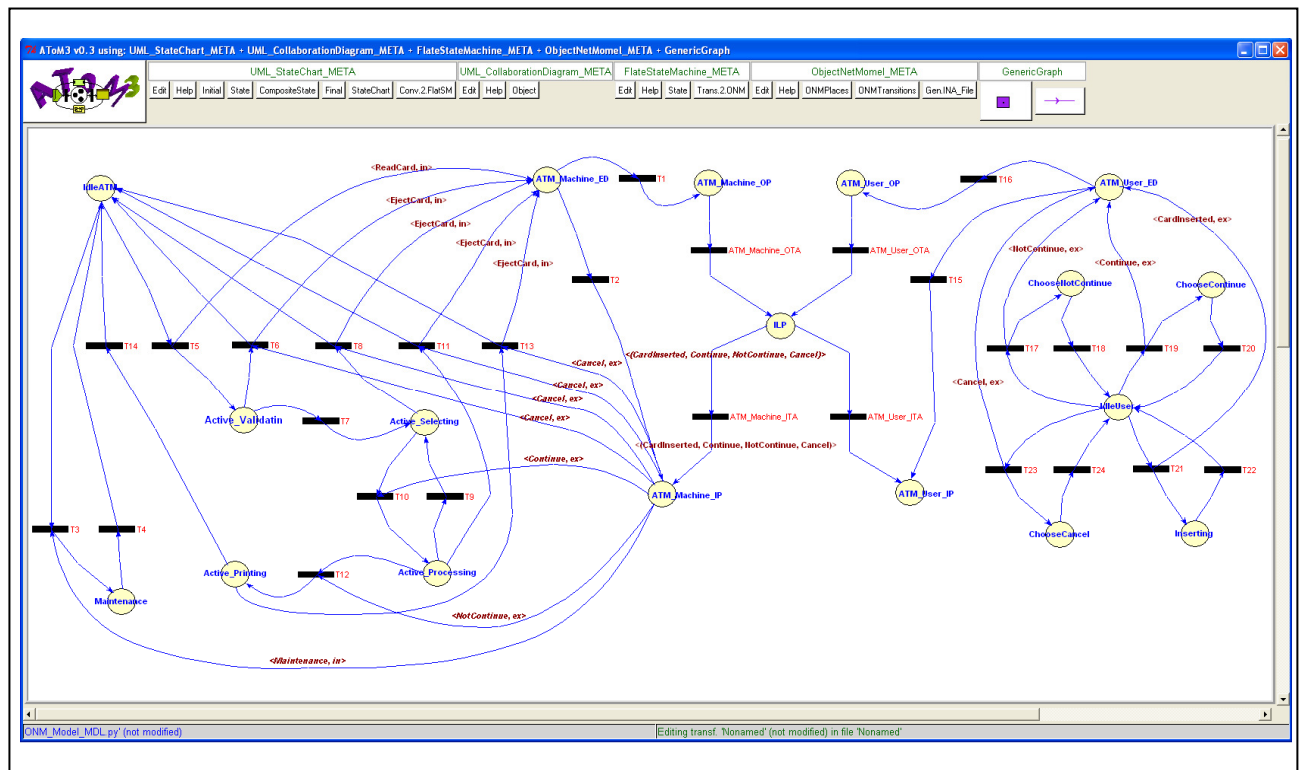 AToM3 v0.3 using: UML_StateChart_META + UML_CollaborationDiagram_META + FlateStateMachine_META + ObjectNetMomel_META + GenericGraph
UML_StateChart_META UML_CollaborationDiagram_META FlateStateMachine_META ObjectNetMomel_META GenericGraph
Edit Help Initial State CompositeState Final StateChart Conv.2.FlatSM Edit Help Object Edit Help State Trans.2.ONM Edit Help ONMPlaces ONMTransitions Gen.INA_File
<ReadCard, in>
T1
T16
IdleATM
ATM_Machine_ED
ATM_Machine_OP
ATM_User_OP
ATM_User_ED
<EjectCard, in>
<CardInserted, ex>
<EjectCard, in>
<EjectCard, in>
ATM_Machine_OTA
ATM_User_OTA
<NotContinue, ex>
<EjectCard, in>
<Continue, ex>
T2
T15
ChooseNotContinue
ChooseContinue
ILP
T14
T5
T6
T8
T11
T13
<(CardInserted, Continue, NotContinue, Cancel)>
T17
T18
T19
T20
<Cancel, ex>
<Cancel, ex>
<Cancel, ex>
<Cancel, ex>
<Cancel, ex>
IdleUser
Active_Validatin
T7
Active_Selecting
ATM_Machine_ITA
ATM_User_ITA
<(CardInserted, Continue, NotContinue, Cancel)>
<Continue, ex>
T23
T24
T21
T22
T10
T9
ATM_Machine_IP
ATM_User_IP
T3
T4
ChooseCancel
Inserting
Active_Printing
T12
Active_Processing
Maintenance
<NotContinue, ex>
<Maintenance, in>
ONM_Model_MDL.py' (not modified)
Editing transf. 'Nonamed' (not modified) in file 'Nonamed'